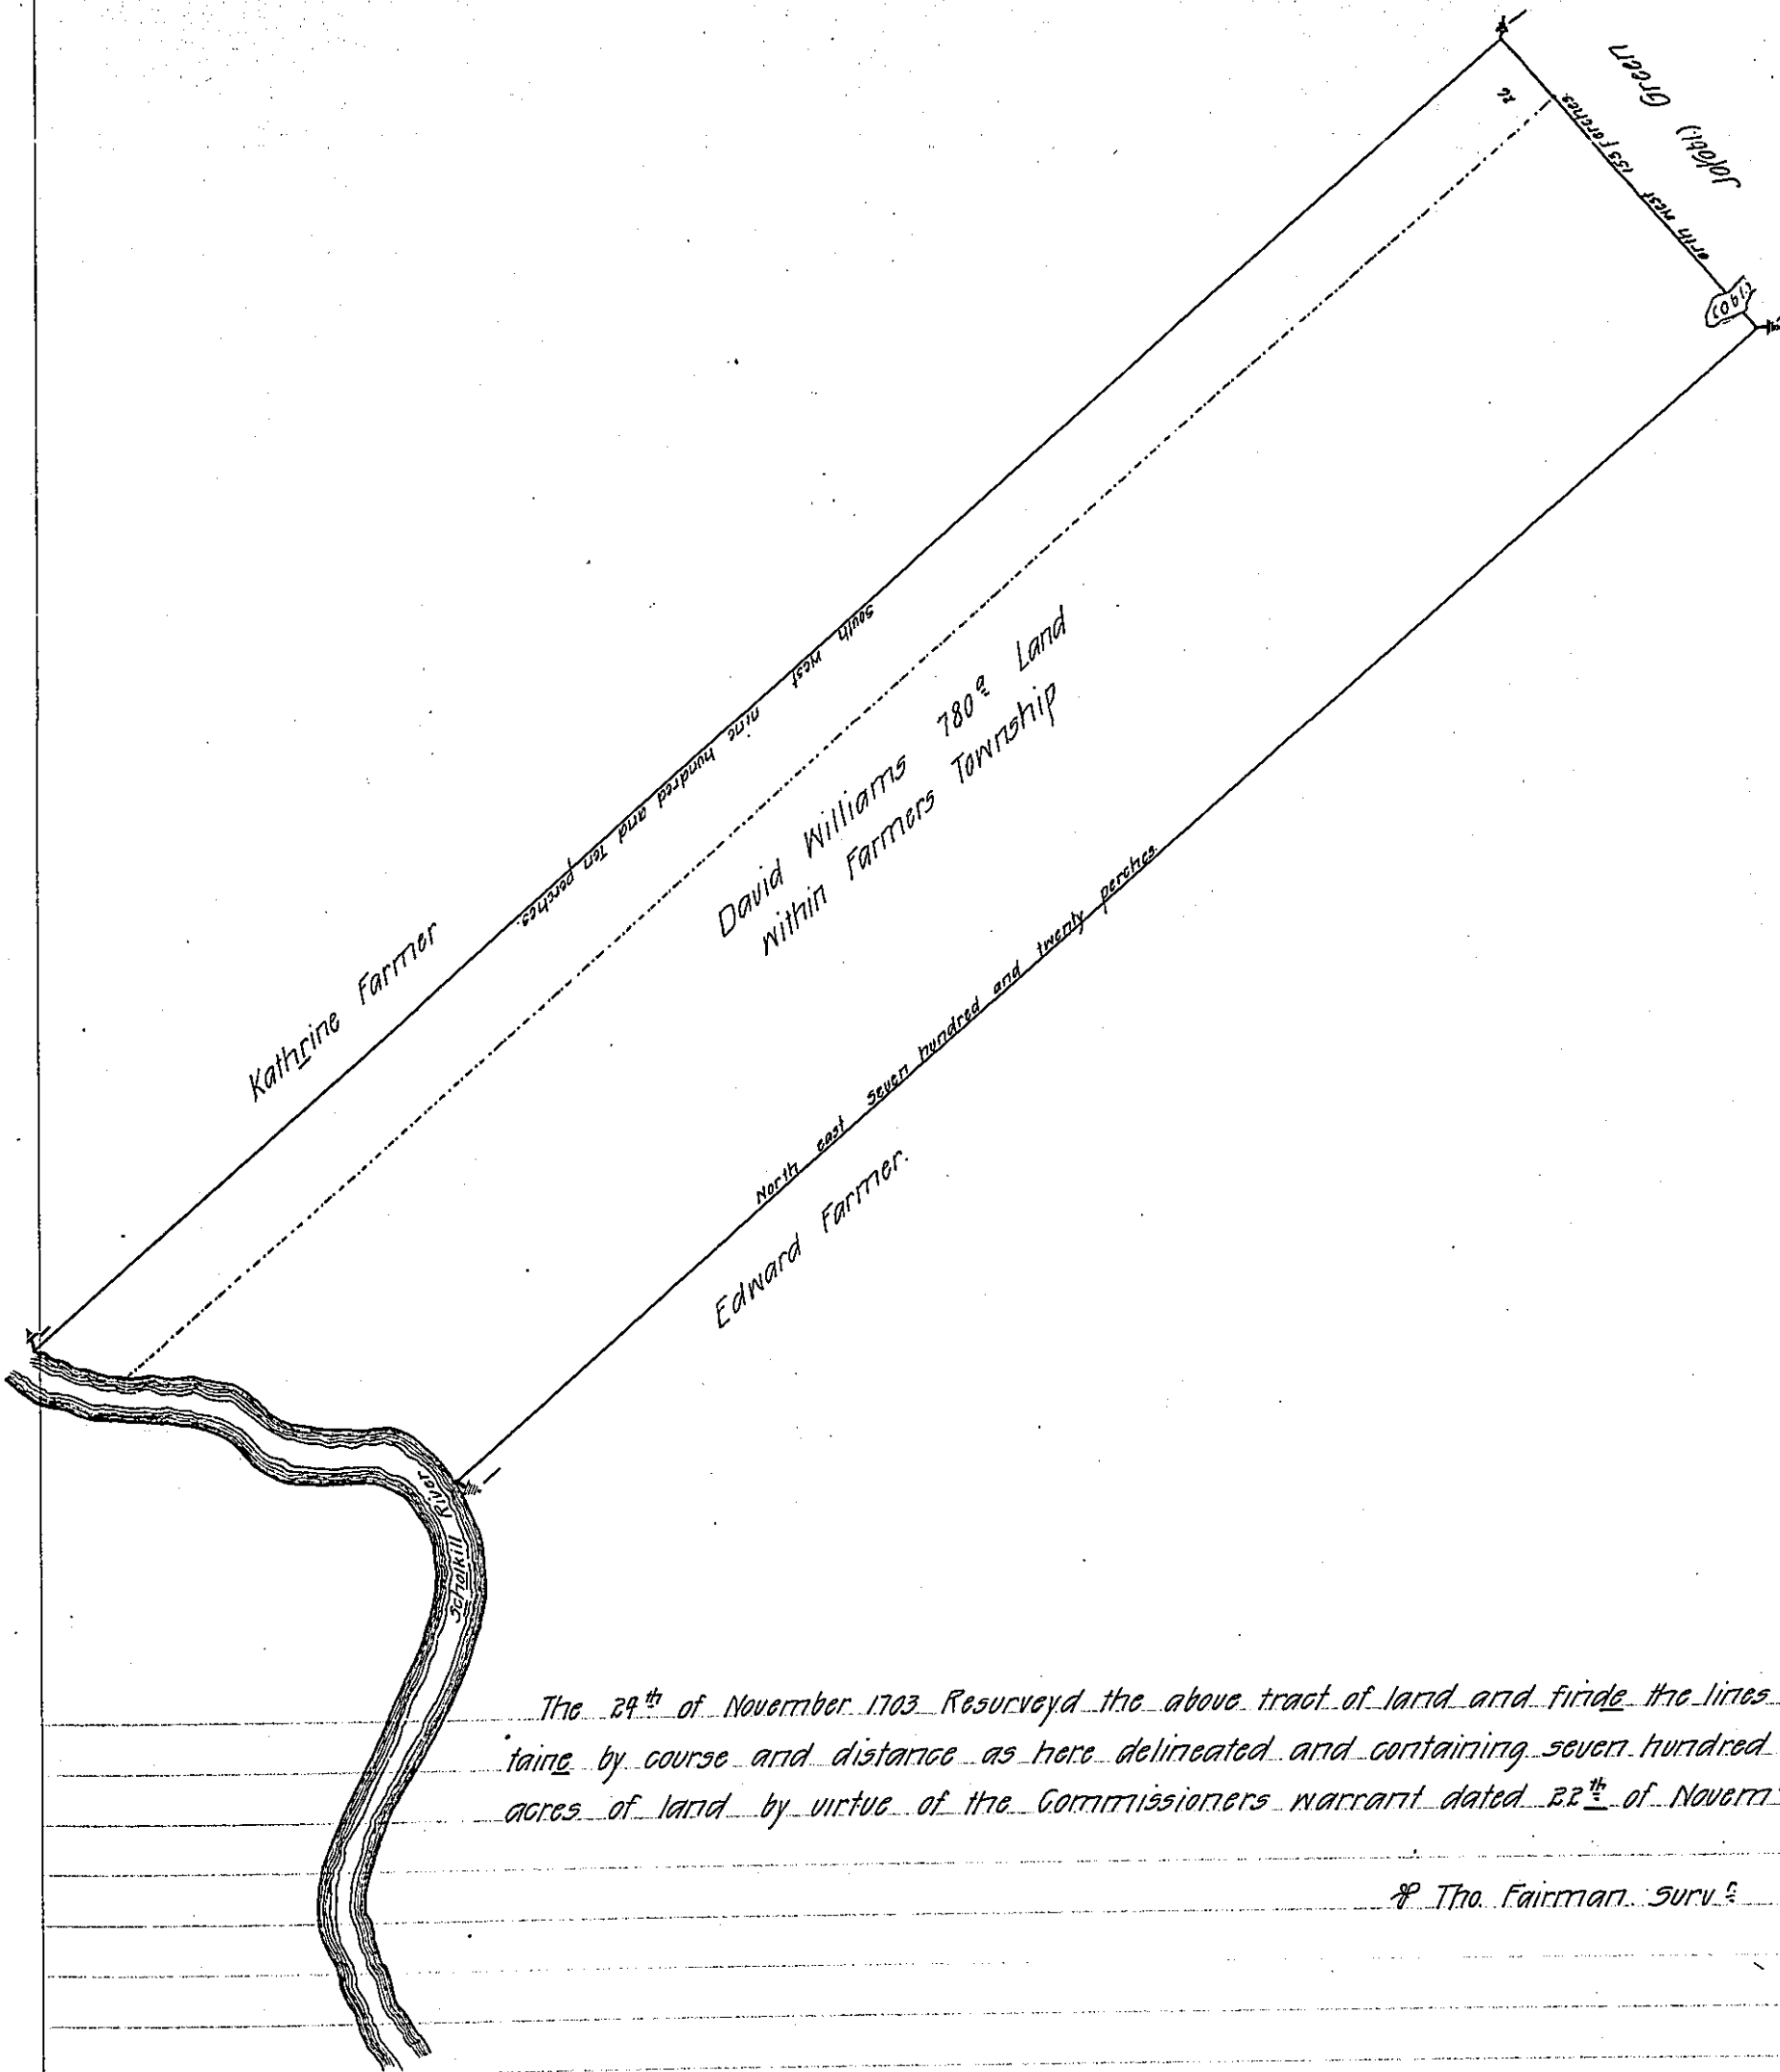 Green
26
orth west 153 perches
south west nine hundred and Ten perches.
David Williams 780a Land
within Farmers Township
Kathrine Farmer
North east seven hundred and twenty perches.
Edward Farmer.
Scholkill River
The 24th of November 1703 Resurveyd the above tract of land and finde the lines
taine by course and distance as here delineated and containing seven hundred
acres of land by virtue of the Commissioners warrant dated 22th of Novem
⅌ Tho. Fairman Survr